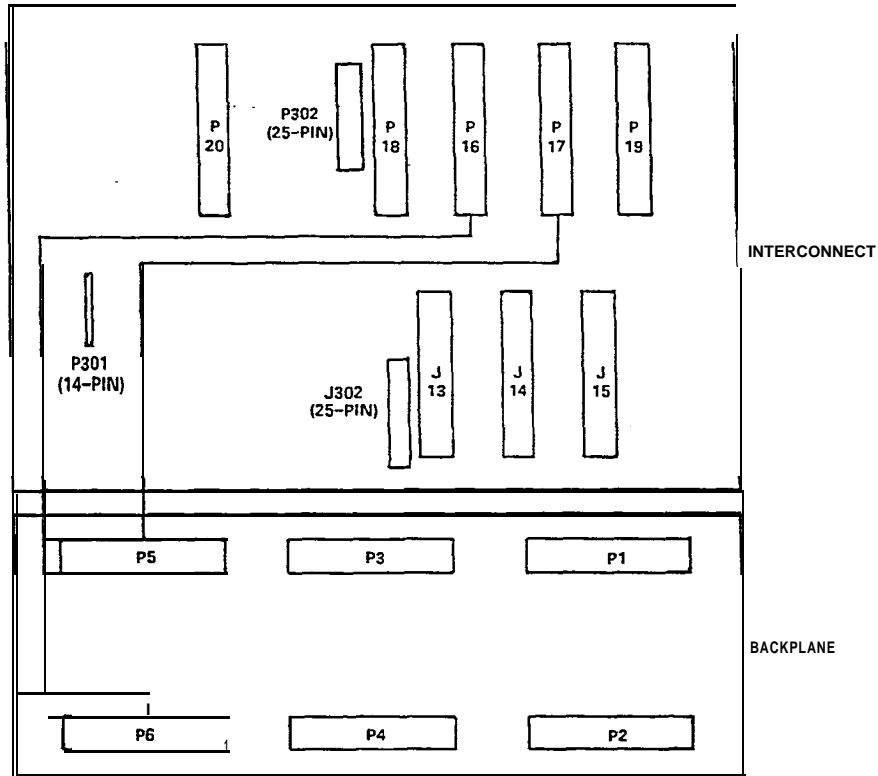 P302
(25-PIN)
P
20
P
18
P
16
P
17
P
19
INTERCONNECT
P301
(14-PIN)
J302
(25-PIN)
J
13
J
14
J
15
P5
P3
P1
BACKPLANE
P6
P4
P2